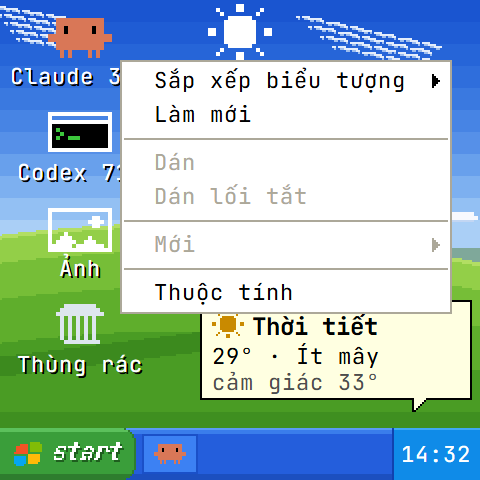 Claude 3
Sắp xếp biểu tượng
Làm mới
Codex 71
Dán
Dán lối tắt
Mới
Ảnh
Thuộc tính
Thời tiết
29° · Ít mây
cảm giác 33°
Thùng rác
start
14:32